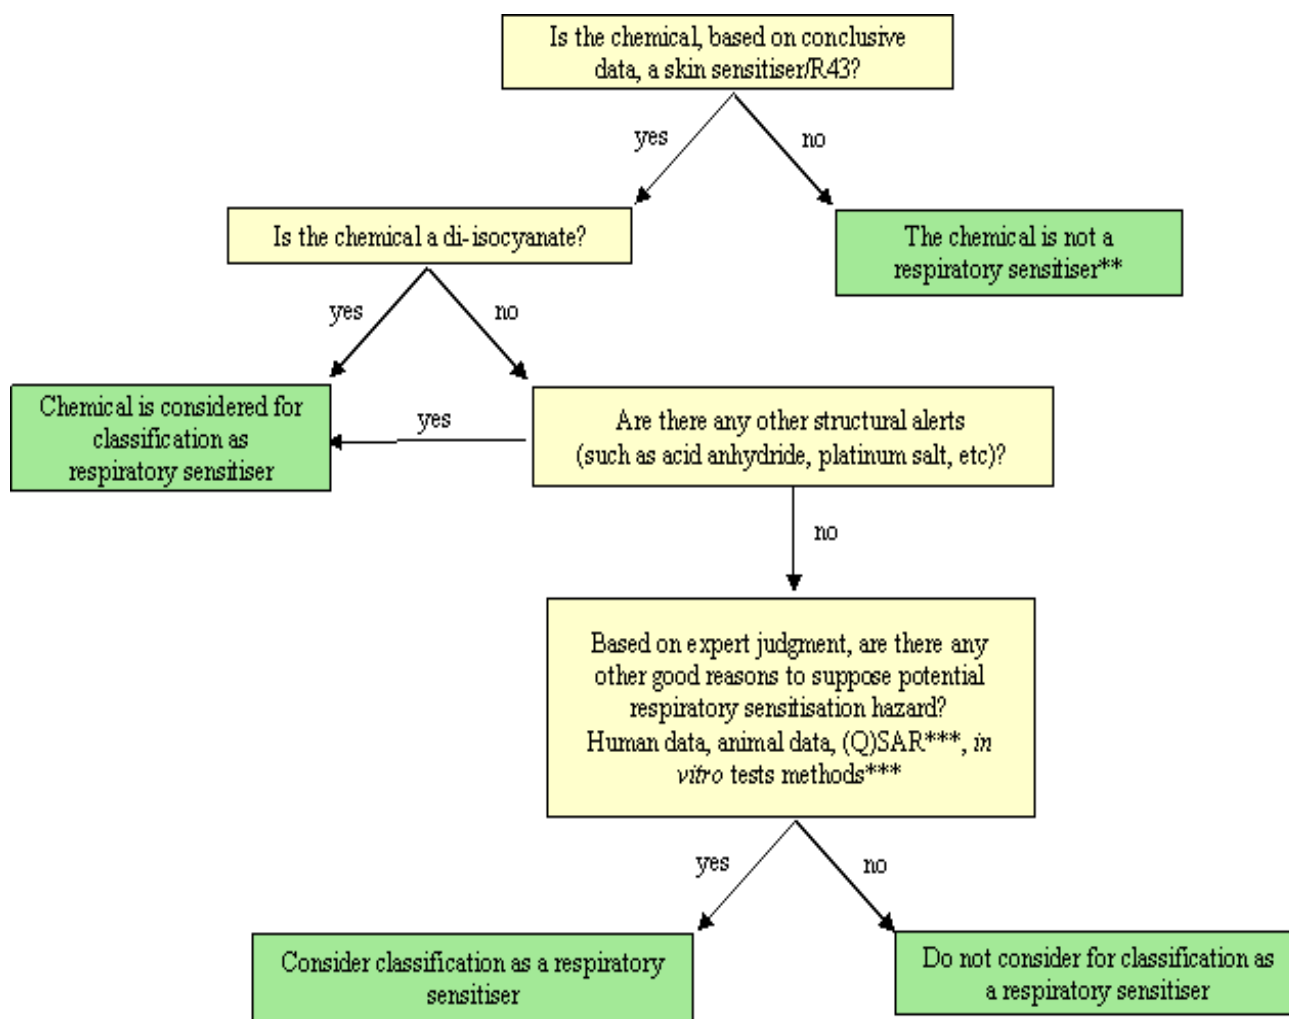 Is the chemical, based on conclusive
data, a skin sensitiser/R43?
yes
no
Is the chemical a di-isocyanate?
The chemical is not a
respiratory sensitiser**
yes
no
Chemical is considered for
classification as
respiratory sensitiser
yes
Are there any other structural alerts
(such as acid anhydride, platinum salt, etc)?
no
Based on expert judgment, are there any
other good reasons to suppose potential
respiratory sensitisation hazard?
Human data, animal data, (Q)SAR***, in
vitro tests methods***
yes
no
Consider classification as a respiratory
sensitiser
Do not consider for classification as
a respiratory sensitiser